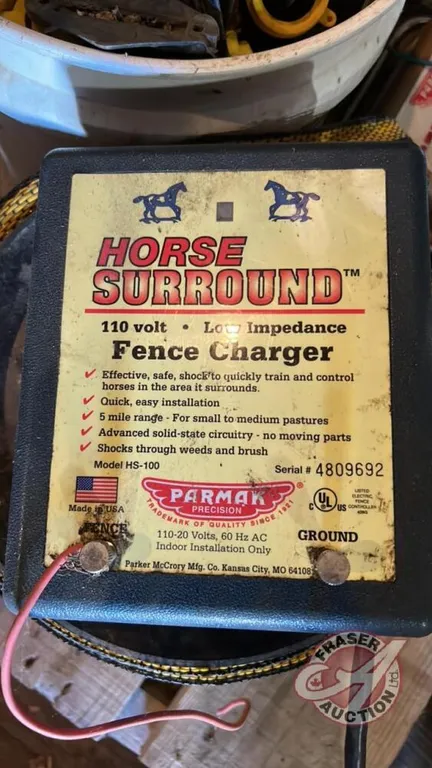 HORSE
SURROUND™
110 volt • Low Impedance
Fence Charger
✓ Effective, safe, shock to quickly train and control
horses in the area it surrounds.
✓ Quick, easy installation
✓ 5 mile range - For small to medium pastures
✓ Advanced solid-state circuitry - no moving parts
✓ Shocks through weeds and brush
Model HS-100
Serial # 4809692
Made in USA
PARMAK
PRECISION
TRADEMARK OF QUALITY SINCE 1921
C UL US
LISTED
ELECTRIC
FENCE
CONTROLLER
FENCE
110-20 Volts, 60 Hz AC
Indoor Installation Only
GROUND
Parker McCrory Mfg. Co. Kansas City, MO 64108
FRASER
AUCTION